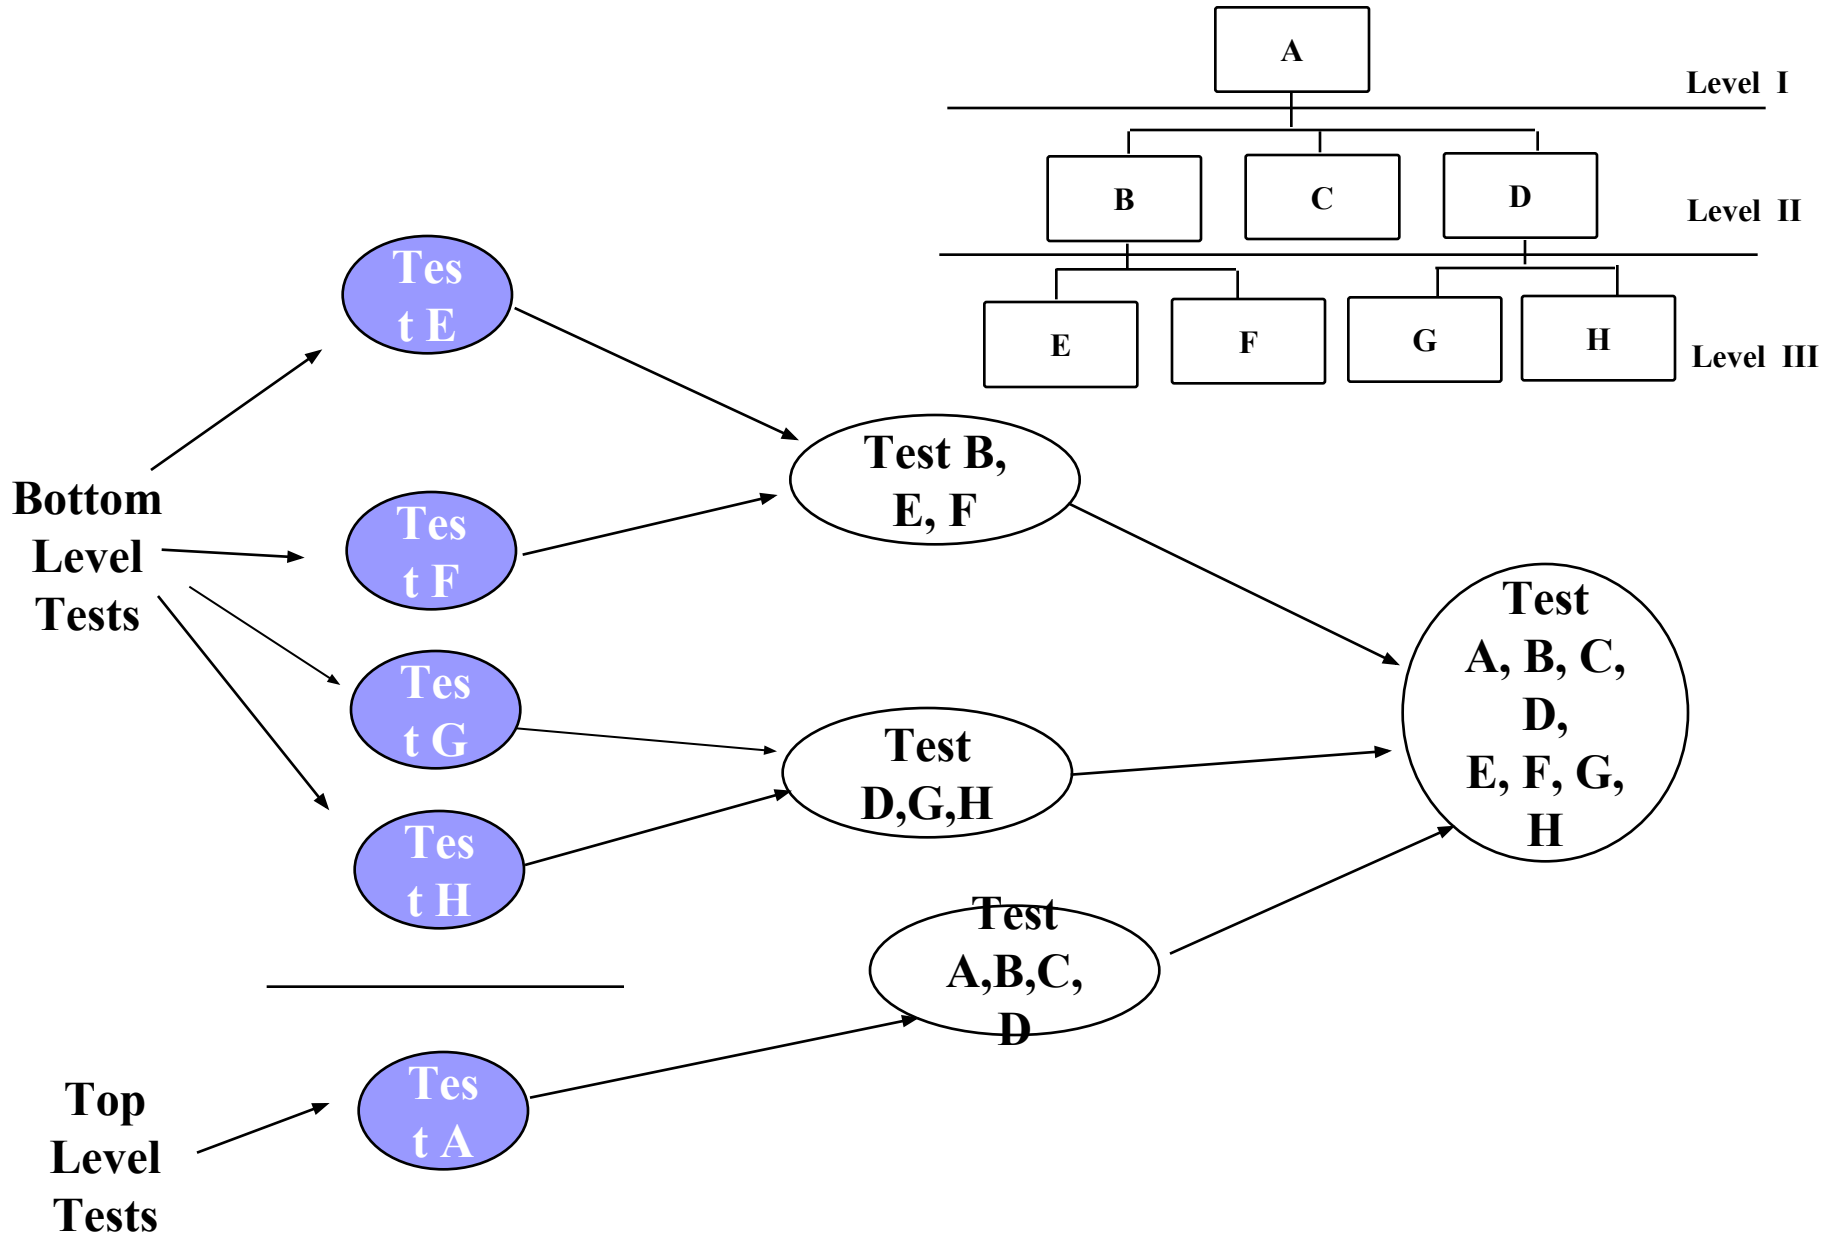 A
Level I
B
C
D
Level II
E
F
G
H
Level III
Bottom
Level
Tests
Tes
t E
Tes
t F
Tes
t G
Tes
t H
Test B,
E, F
Test
D,G,H
Test
A,B,C,
D
Test
A, B, C,
D,
E, F, G,
H
Top
Level
Tests
Tes
t A